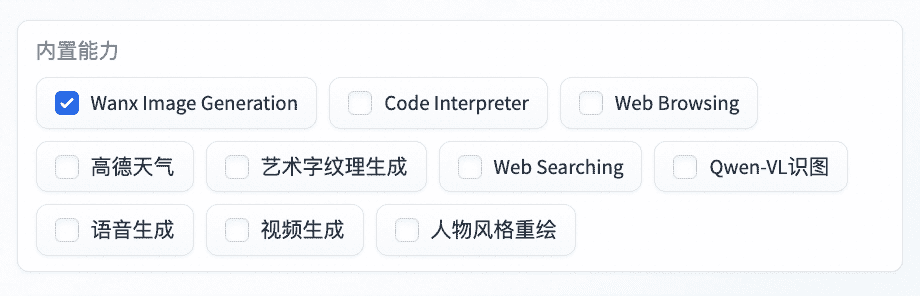 内置能力
Wanx Image Generation Code Interpreter Web Browsing
高德天气 艺术字纹理生成 Web Searching Qwen-VL识图
语音生成 视频生成 人物风格重绘